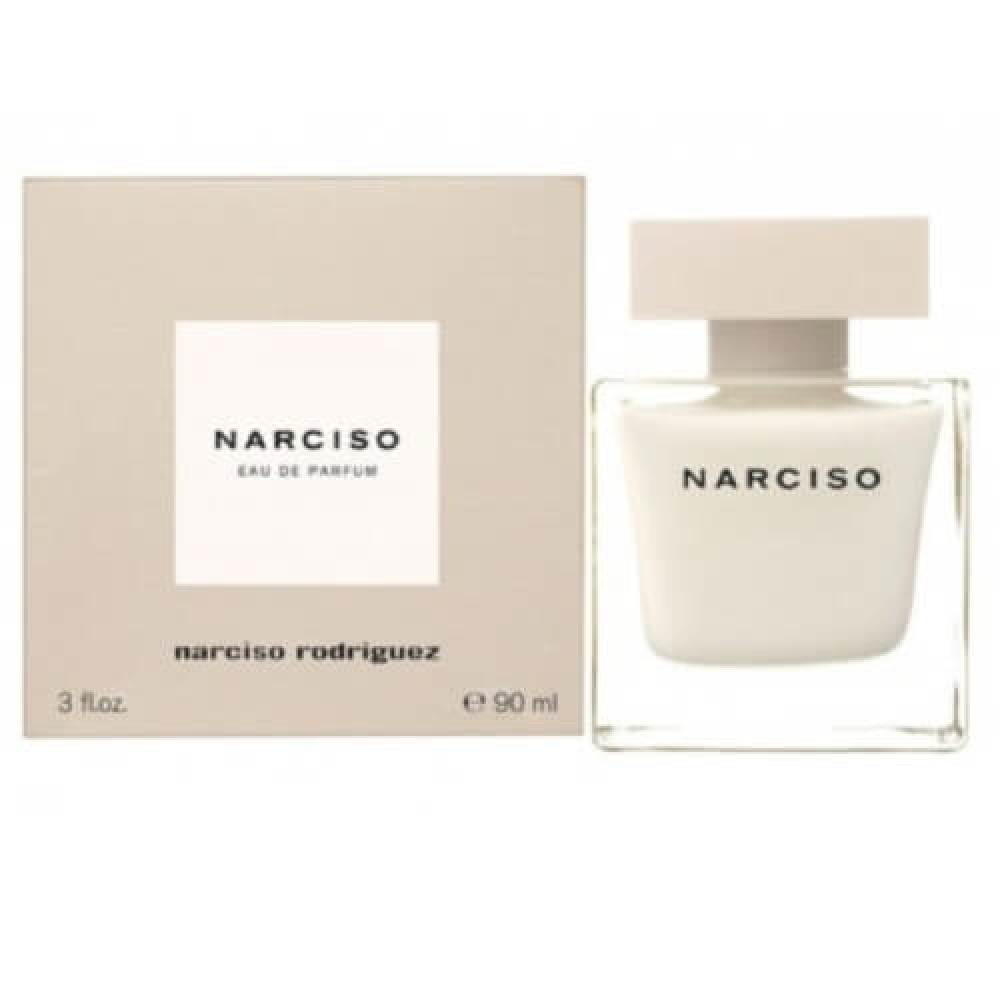 NARCISO
EAU DE PARFUM
narciso rodriguez
3 fl.oz.
℮ 90 ml
NARCISO